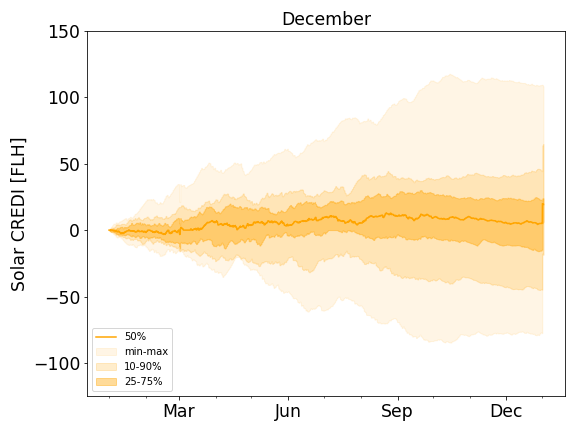 December
Solar CREDI [FLH]
150
100
50
0
−50
−100
50%
min-max
10-90%
25-75%
Mar Jun Sep Dec